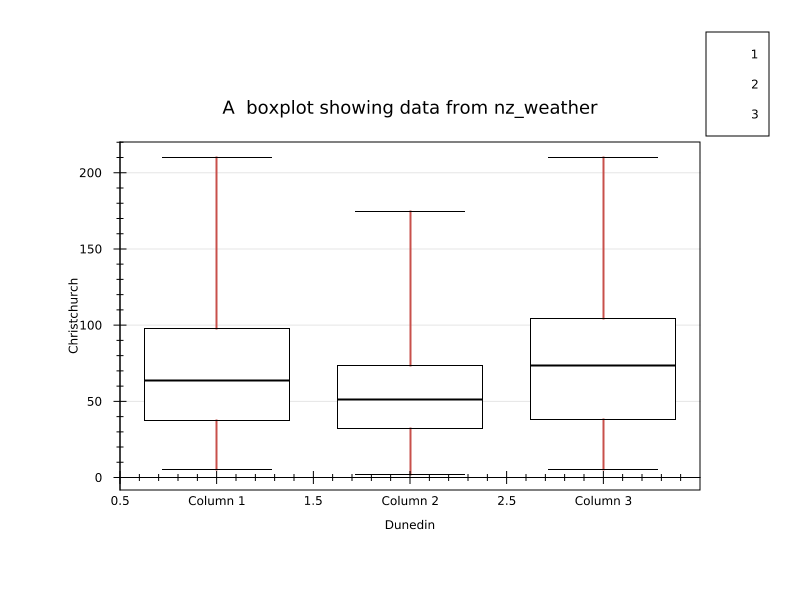 1
2
3
A  boxplot showing data from nz_weather
200
150
100
50
0
Christchurch
0.5
Column 1
1.5
Column 2
2.5
Column 3
Dunedin